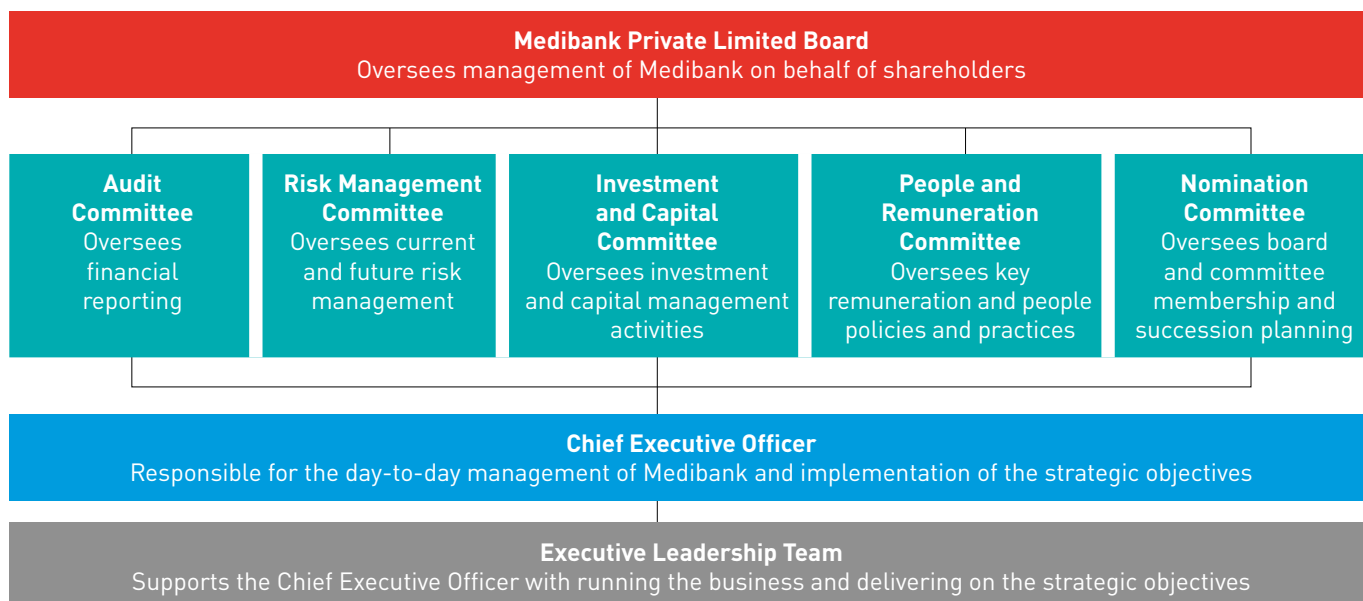 Medibank Private Limited Board
Oversees management of Medibank on behalf of shareholders
Audit
Committee
Oversees
financial
reporting
Risk Management
Committee
Oversees current
and future risk
management
Investment
and Capital
Committee
Oversees investment
and capital management
activities
People and
Remuneration
Committee
Oversees key
remuneration and people
policies and practices
Nomination
Committee
Oversees board
and committee
membership and
succession planning
Chief Executive Officer
Responsible for the day-to-day management of Medibank and implementation of the strategic objectives
Executive Leadership Team
Supports the Chief Executive Officer with running the business and delivering on the strategic objectives